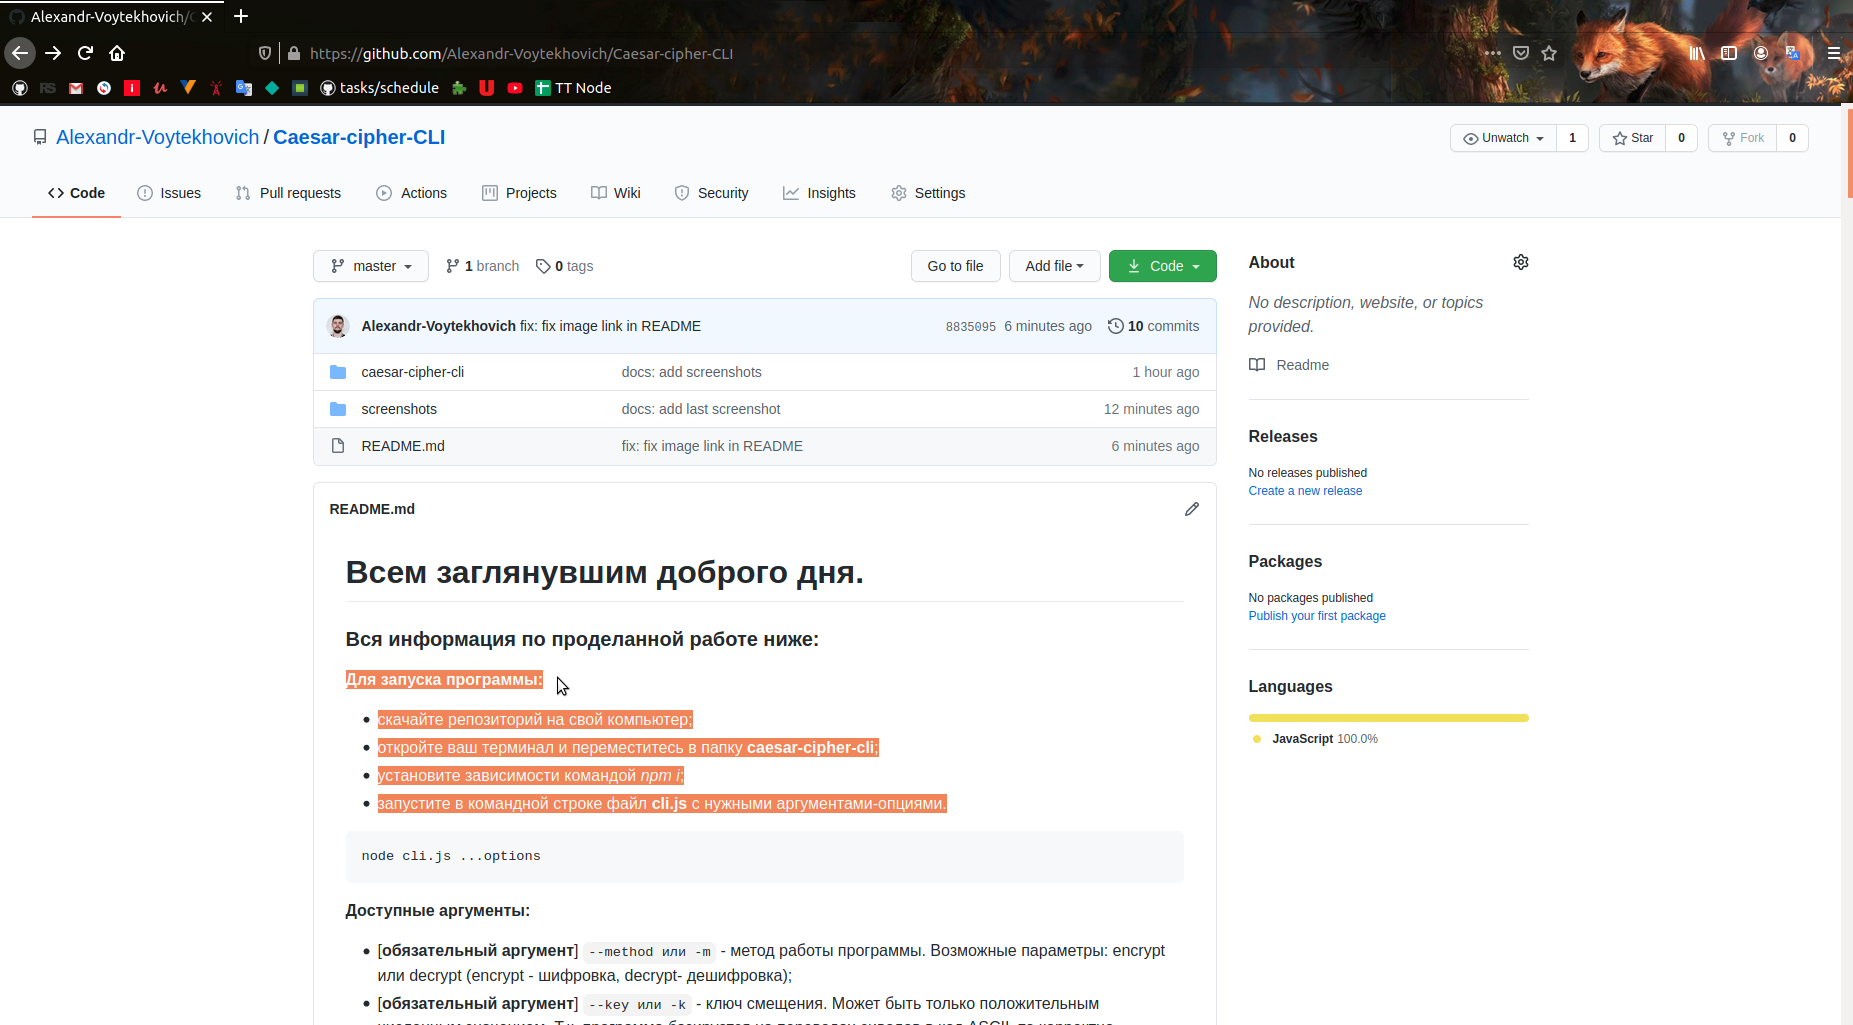 Alexandr-Voytekhovich/
https://github.com/Alexandr-Voytekhovich/Caesar-cipher-CLI
RS tasks/schedule TT Node
Alexandr-Voytekhovich / Caesar-cipher-CLI
Unwatch 1 Star 0 Fork 0
Code Issues Pull requests Actions Projects Wiki Security Insights Settings
master 1 branch 0 tags Go to file Add file Code
Alexandr-Voytekhovich fix: fix image link in README 8835095 6 minutes ago 10 commits
caesar-cipher-cli docs: add screenshots 1 hour ago
screenshots docs: add last screenshot 12 minutes ago
README.md fix: fix image link in README 6 minutes ago
README.md
Всем заглянувшим доброго дня.
Вся информация по проделанной работе ниже:
Для запуска программы:
скачайте репозиторий на свой компьютер;
откройте ваш терминал и переместитесь в папку caesar-cipher-cli;
установите зависимости командой npm i;
запустите в командной строке файл cli.js с нужными аргументами-опциями.
node cli.js ...options
Доступные аргументы:
[обязательный аргумент] --method или -m - метод работы программы. Возможные параметры: encrypt
или decrypt (encrypt - шифровка, decrypt- дешифровка);
[обязательный аргумент] --key или -k - ключ смещения. Может быть только положительным
About
No description, website, or topics
provided.
Readme
Releases
No releases published
Create a new release
Packages
No packages published
Publish your first package
Languages
JavaScript 100.0%